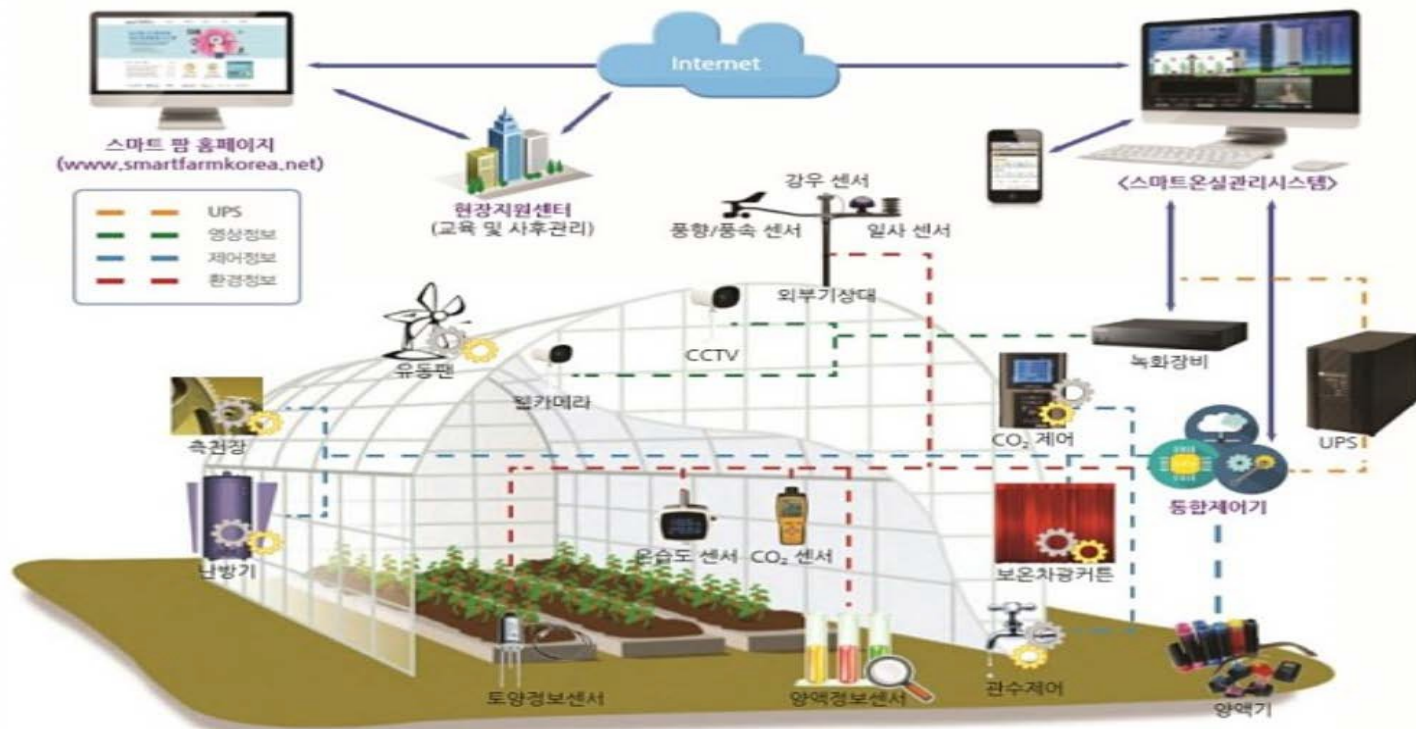 Internet
스마트 팜 홈페이지
(www.smartfarmkorea.net)
현장지원센터
(교육 및 사후관리)
<스마트온실관리시스템>
UPS
영상정보
제어정보
환경정보
강우 센서
풍향/풍속 센서
일사 센서
외부기상대
유동팬
CCTV
웹카메라
녹화장비
측천장
CO₂ 제어
UPS
통합제어기
난방기
온습도 센서
CO₂ 센서
보온차광커튼
토양정보센서
양액정보센서
관수제어
양액기